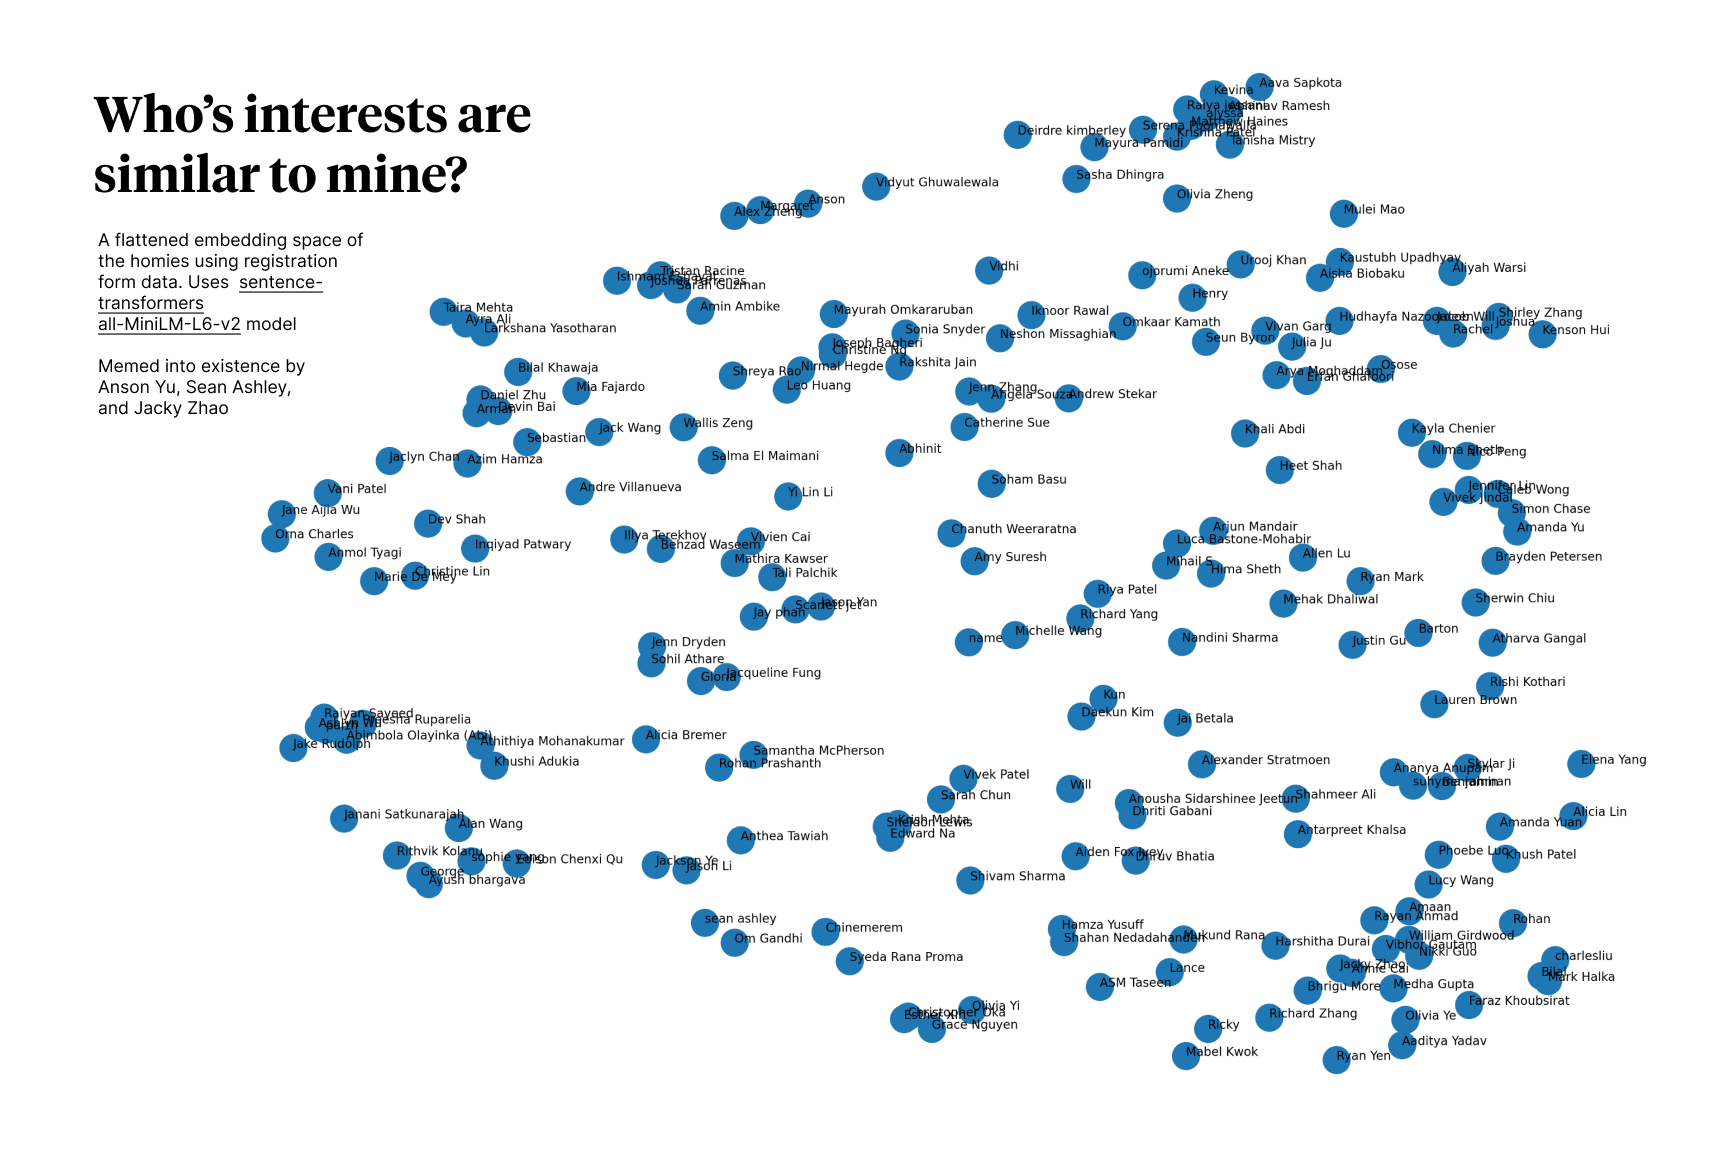 Who’s interests are
similar to mine?
A flattened embedding space of
the homies using registration
form data. Uses sentence-
transformers
all-MiniLM-L6-v2 model
Memed into existence by
Anson Yu, Sean Ashley,
and Jacky Zhao
Aava Sapkota
Kevina
Raiya Jessani
Abhinav Ramesh
alyssa
Matthew Haines
Serena Poonawalla
Krishna Patel
Deirdre kimberley
Mayura Pamidi
Tanisha Mistry
Sasha Dhingra
Vidyut Ghuwalewala
Olivia Zheng
Anson
Margaret
Alex Zheng
Mulei Mao
Kaustubh Upadhyay
Urooj Khan
Vidhi
Aliyah Warsi
ojorumi Aneke
Aisha Biobaku
Tristan Racine
Ishmam
Sarah Guzman
Henry
Amin Ambike
Taira Mehta
Ayra Ali
Larkshana Yasotharan
Mayurah Omkararuban
Iknoor Rawal
Omkaar Kamath
Hudhayfa Nazoordeen
Jacob Will
Shirley Zhang
Joshua
Kenson Hui
Rachel
Sonia Snyder
Neshon Missaghian
Vivan Garg
Seun Byron
Julia Ju
Joseph Bagheri
Christine Ng
Rakshita Jain
Nirmal Hegde
Bilal Khawaja
Shreya Rao
Leo Huang
Osose
Arya Moghaddam
Erfan Ghafoori
Mia Fajardo
Jenn Zhang
Angela Souza
Andrew Stekar
Daniel Zhu
Devin Bai
Arman
Wallis Zeng
Catherine Sue
Jack Wang
Sebastian
Khali Abdi
Kayla Chenier
Nima Sheth
Nico Peng
Abhinit
Jaclyn Chan
Azim Hamza
Salma El Maimani
Heet Shah
Soham Basu
Vani Patel
Andre Villanueva
Yi Lin Li
Jennifer Lin
Caleb Wong
Vivek Jindal
Simon Chase
Jane Aijia Wu
Dev Shah
Amanda Yu
Arjun Mandair
Orna Charles
Chanuth Weeraratna
Luca Bastone-Mohabir
Illya Terekhov
Vivien Cai
Behzad Waseem
Inqiyad Patwary
Anmol Tyagi
Mathira Kawser
Amy Suresh
Allen Lu
Mihail S
Brayden Petersen
Hima Sheth
Tali Palchik
Christine Lin
Marie De Mey
Ryan Mark
Riya Patel
Mehak Dhaliwal
Sherwin Chiu
Jason Yan
Scarlett Jet
Jay phan
Richard Yang
Michelle Wang
name
Nandini Sharma
Justin Gu
Barton
Atharva Gangal
Jenn Dryden
Sohil Athare
Gloria
Jacqueline Fung
Rishi Kothari
Kun
Lauren Brown
Daekun Kim
Jai Betala
Raiyan Sayeed
Preesha Ruparelia
Ashlyn Wu
parth
Abimbola Olayinka (Abi)
Jake Rudolph
Athithiya Mohanakumar
Khushi Adukia
Alicia Bremer
Samantha McPherson
Rohan Prashanth
Alexander Stratmoen
Elena Yang
Skylar Ji
Ananya Anupam
Benjamin
Vivek Patel
Will
Sarah Chun
Anousha Sidarshinee Jeetun
Shahmeer Ali
Dhriti Gabani
Janani Satkunarajah
Alan Wang
Krish Mehta
Sheldon Lewis
Edward Na
Antarpreet Khalsa
Amanda Yuan
Alicia Lin
Anthea Tawiah
Rithvik Kolanu
sophie yang
Edison Chenxi Qu
Jackson Ye
Jason Li
Aiden Fox Ivey
Dhruv Bhatia
Phoebe Luo
Khush Patel
George
Ayush bhargava
Shivam Sharma
Lucy Wang
Amaan
Rayan Ahmad
Rohan
sean ashley
Om Gandhi
Chinemerem
Hamza Yusuff
Shahan Nedadahandeh
Mukund Rana
Harshitha Durai
William Girdwood
Vibhor Gautam
Nikki Guo
Syeda Rana Proma
charlesliu
Jacky Zhao
Annie Cai
Lance
Bilal
Mark Halka
ASM Taseen
Bhrigu More
Medha Gupta
Faraz Khoubsirat
Olivia Yi
Christopher Oka
Esther Xin
Grace Nguyen
Richard Zhang
Olivia Ye
Ricky
Aaditya Yadav
Mabel Kwok
Ryan Yen